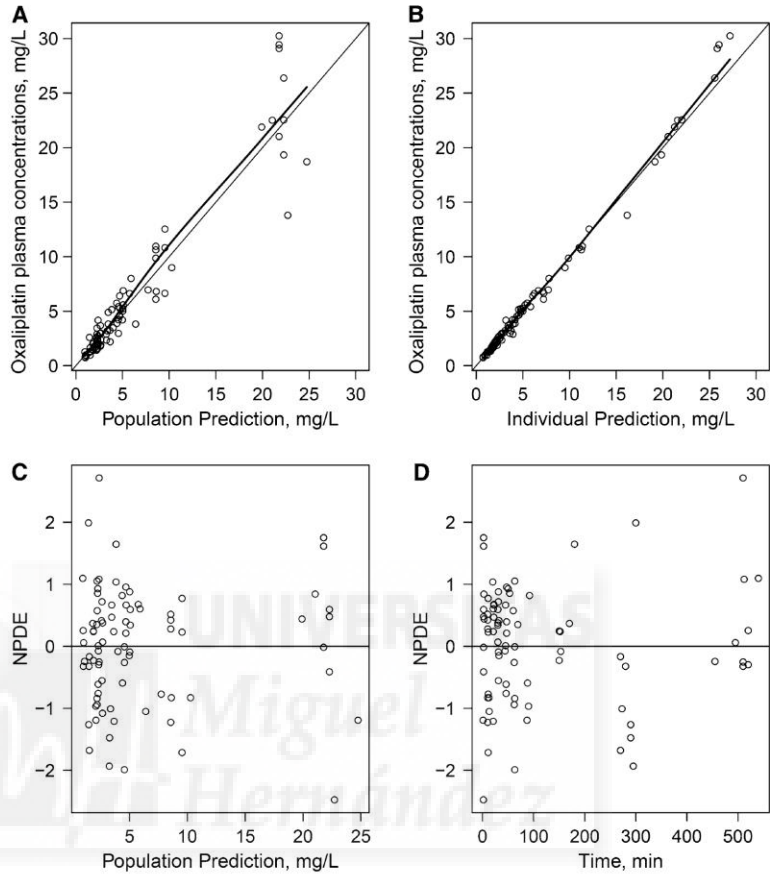 A
Oxaliplatin plasma concentrations, mg/L
30
25
20
15
10
5
0
0 5 10 15 20 25 30
Population Prediction, mg/L
B
Oxaliplatin plasma concentrations, mg/L
30
25
20
15
10
5
0
0 5 10 15 20 25 30
Individual Prediction, mg/L
C
NPDE
2
1
0
−1
−2
5 10 15 20 25
Population Prediction, mg/L
D
NPDE
2
1
0
−1
−2
0 100 200 300 400 500
Time, min
UNIVERSITAS
Miguel
Hernández